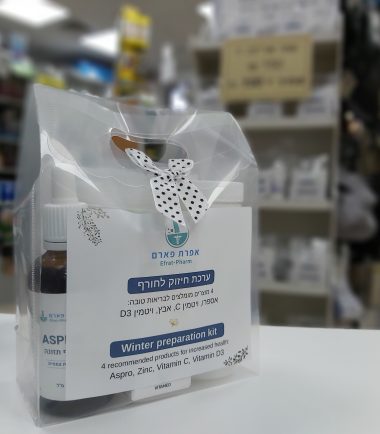 אפרת פארם
Efrat-Pharm
ערכת חיזוק לחורף
4 מוצרים מומלצים לבריאות טובה:
אספרו, ויטמין C, אבץ, ויטמין D3
Winter preparation kit
4 recommended products for increased health:
Aspro, Zinc, Vitamin C, Vitamin D3
ASP